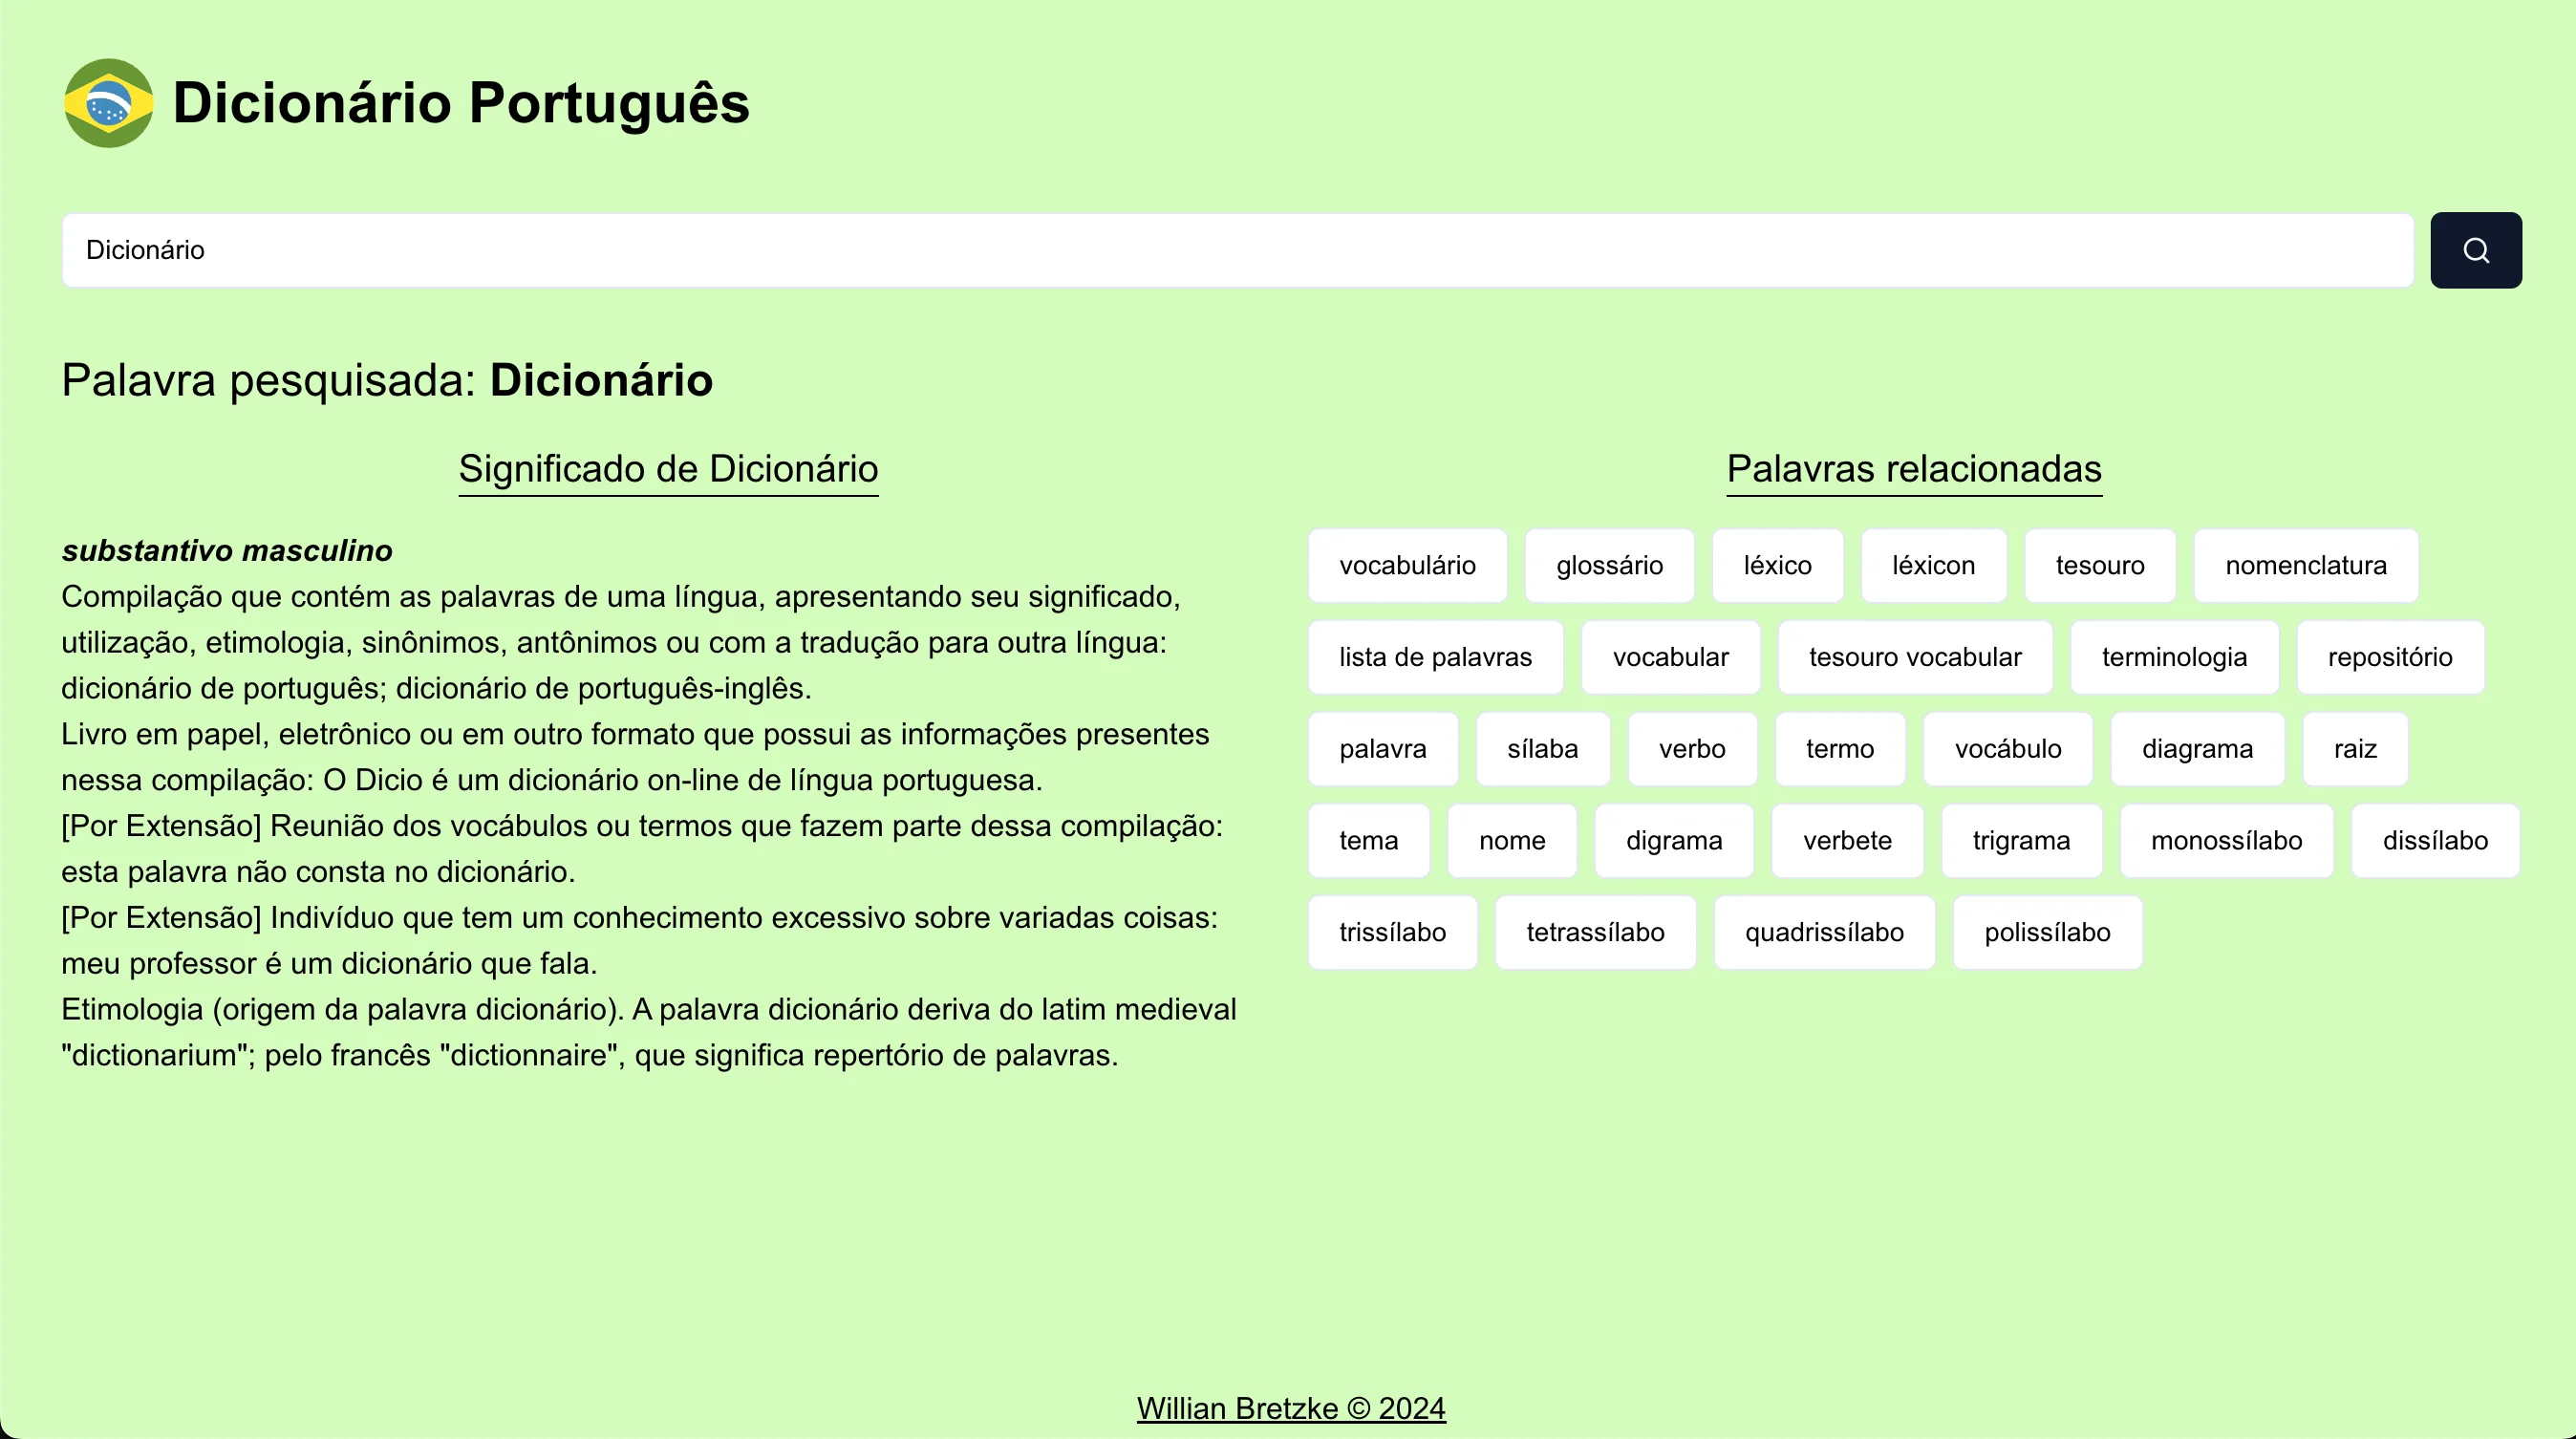 Dicionário Português
Dicionário
Palavra pesquisada: Dicionário
Significado de Dicionário
substantivo masculino
Compilação que contém as palavras de uma língua, apresentando seu significado,
utilização, etimologia, sinônimos, antônimos ou com a tradução para outra língua:
dicionário de português; dicionário de português-inglês.
Livro em papel, eletrônico ou em outro formato que possui as informações presentes
nessa compilação: O Dicio é um dicionário on-line de língua portuguesa.
[Por Extensão] Reunião dos vocábulos ou termos que fazem parte dessa compilação:
esta palavra não consta no dicionário.
[Por Extensão] Indivíduo que tem um conhecimento excessivo sobre variadas coisas:
meu professor é um dicionário que fala.
Etimologia (origem da palavra dicionário). A palavra dicionário deriva do latim medieval
"dictionarium"; pelo francês "dictionnaire", que significa repertório de palavras.
Palavras relacionadas
vocabulário glossário léxico léxicon tesouro nomenclatura
lista de palavras vocabular tesouro vocabular terminologia repositório
palavra sílaba verbo termo vocábulo diagrama raiz
tema nome digrama verbete trigrama monossílabo dissílabo
trissílabo tetrassílabo quadrissílabo polissílabo
Willian Bretzke © 2024